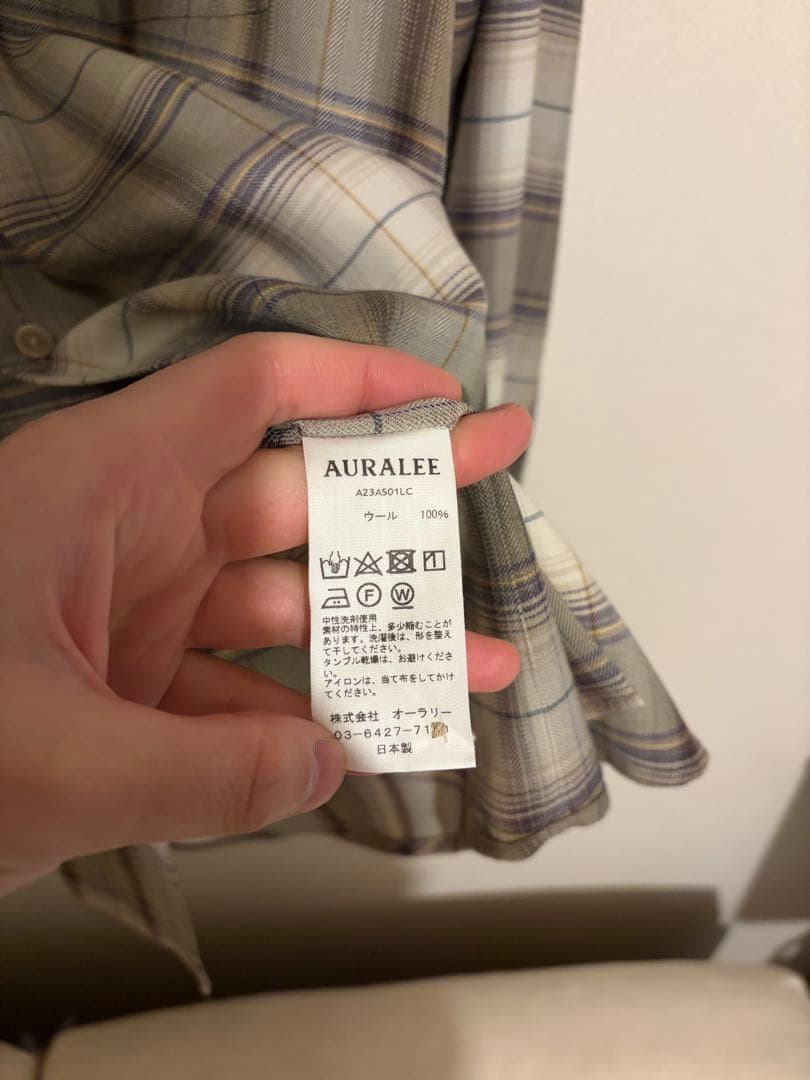 AURALEE
A23AS01LC
ウール 100%
F W
中性洗剤使用
素材の特性上、多少縮むことが
あります。洗濯後は、形を整え
て干してください。
タンブル乾燥は、お避けくださ
い。
アイロンは、当て布をしてかけ
てください。
株式会社 オーラリー
日本製